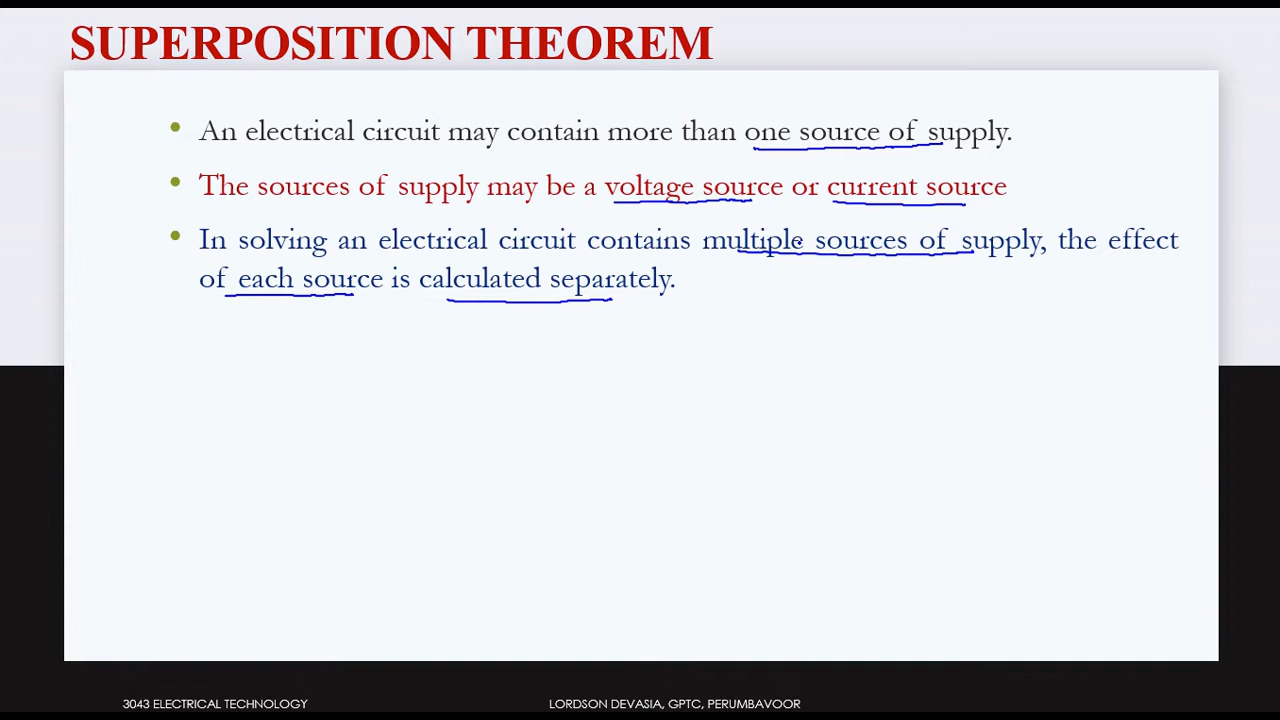 SUPERPOSITION THEOREM
• An electrical circuit may contain more than one source of supply.
• The sources of supply may be a voltage source or current source
• In solving an electrical circuit contains multiple sources of supply, the effect
of each source is calculated separately.
3043 ELECTRICAL TECHNOLOGY
LORDSON DEVASIA, GPTC, PERUMBAVOOR